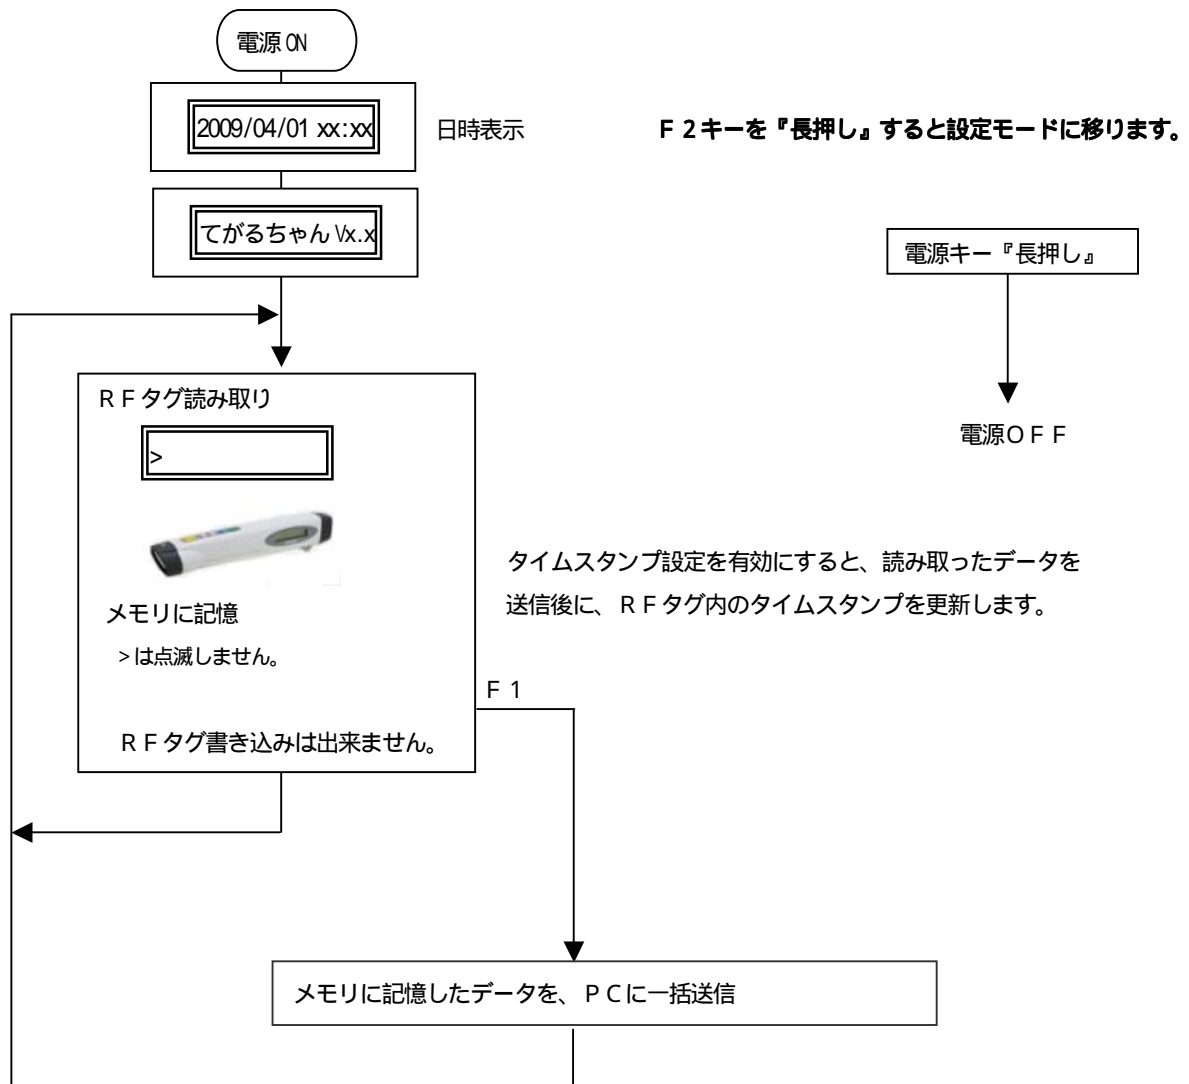 電源ON
2009/04/01 xx:xx
日時表示
F2キーを『長押し』すると設定モードに移ります。
てがるちゃん Vx.x
電源キー『長押し』
電源OFF
RFタグ読み取り
>
タイムスタンプ設定を有効にすると、読み取ったデータを
送信後に、RFタグ内のタイムスタンプを更新します。
メモリに記憶
>は点滅しません。
F1
RFタグ書き込みは出来ません。
メモリに記憶したデータを、PCに一括送信